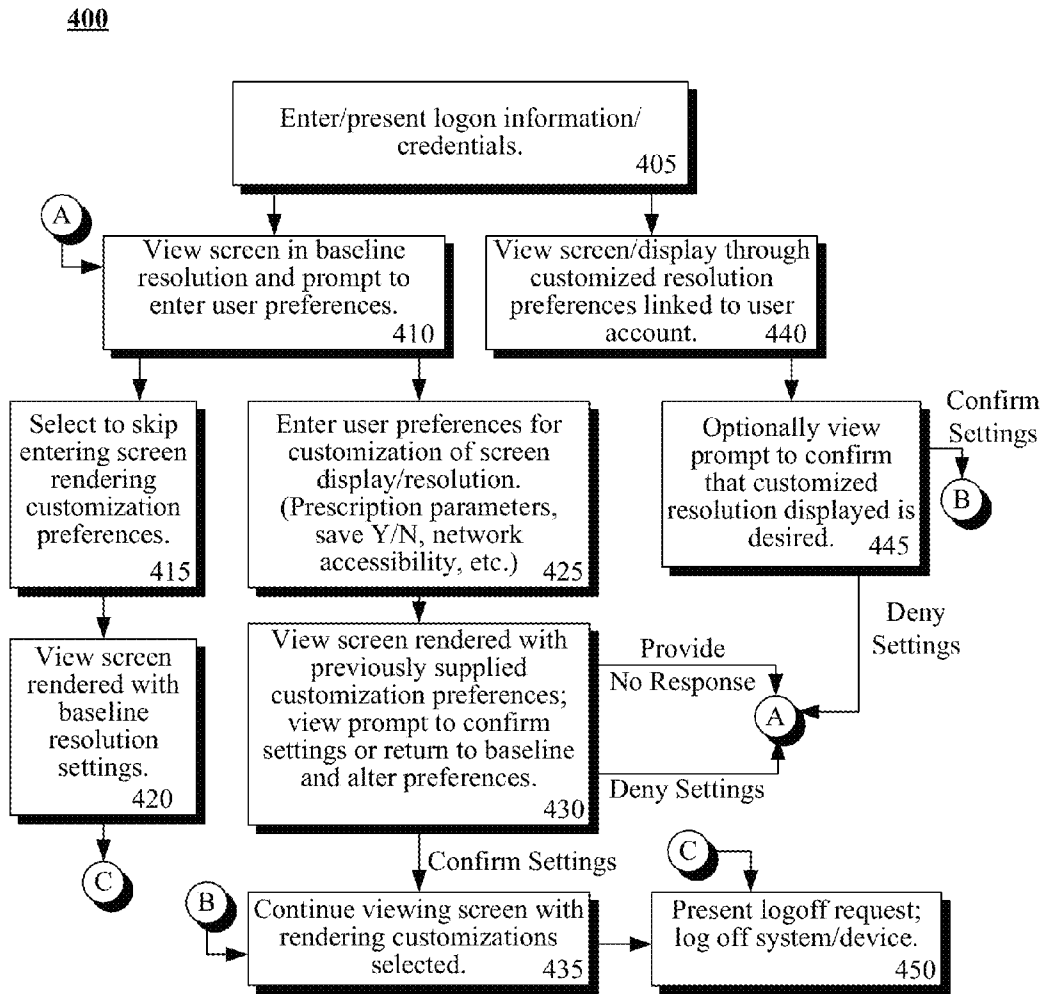 400
Enter/present logon information/
credentials.
405
A
View screen in baseline
resolution and prompt to
enter user preferences.
410
View screen/display through
customized resolution
preferences linked to user
account.
440
Select to skip
entering screen
rendering
customization
preferences.
415
Enter user preferences for
customization of screen
display/resolution.
(Prescription parameters,
save Y/N, network
accessibility, etc.)
425
Optionally view
prompt to confirm
that customized
resolution displayed is
desired.
445
Confirm
Settings
B
Deny
Settings
View screen
rendered with
baseline
resolution
settings.
420
View screen rendered with
previously supplied
customization preferences;
view prompt to confirm
settings or return to baseline
and alter preferences.
430
Provide
No Response
A
Deny Settings
C
Confirm Settings
B
Continue viewing screen with
rendering customizations
selected.
435
C
Present logoff request;
log off system/device.
450